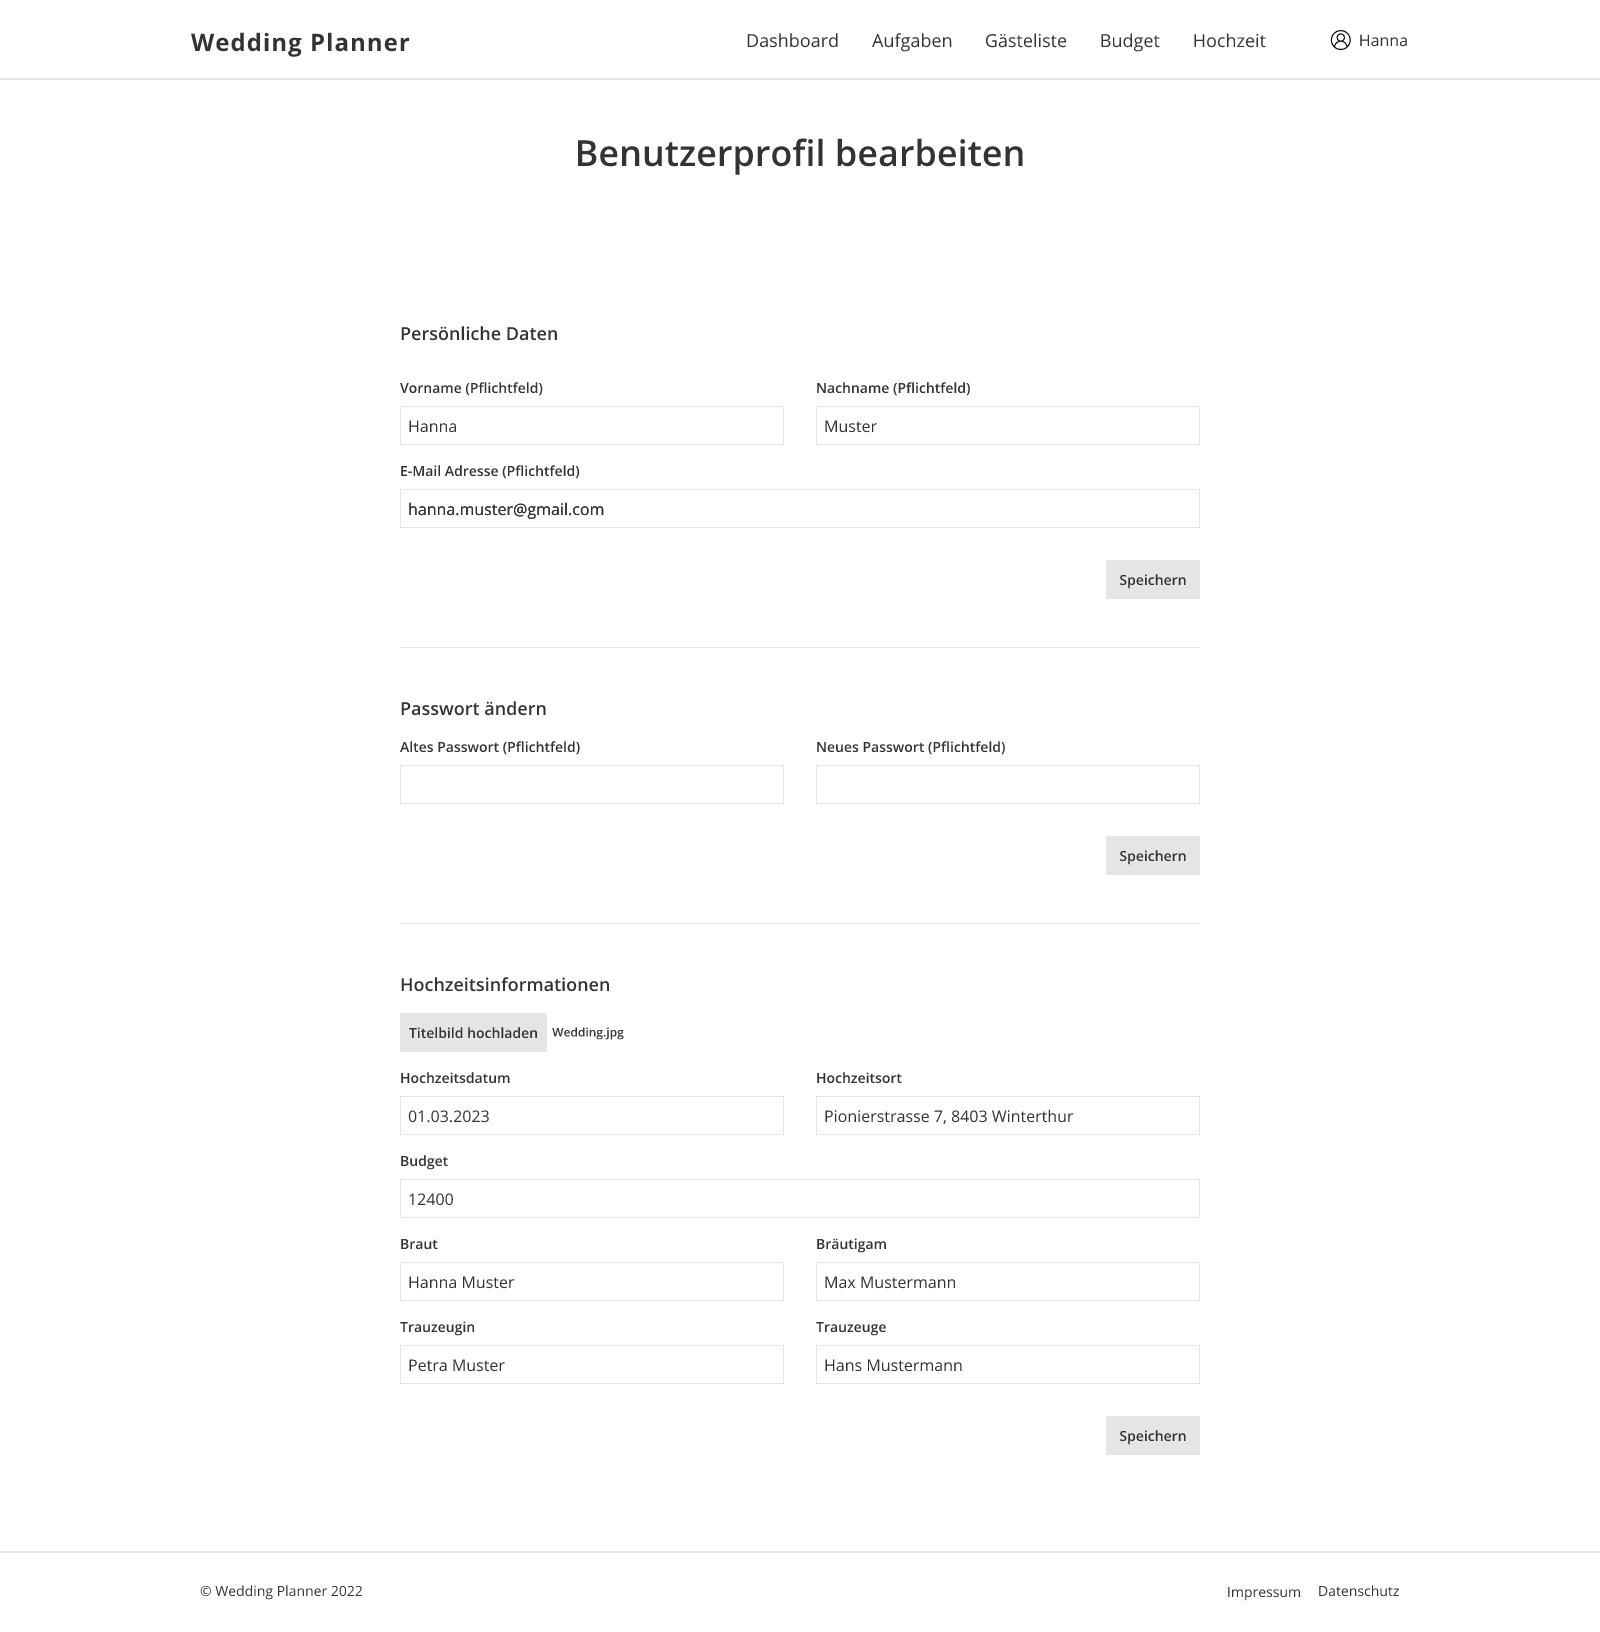 Wedding Planner
Dashboard Aufgaben Gästeliste Budget Hochzeit Hanna
Benutzerprofil bearbeiten
Persönliche Daten
Vorname (Pflichtfeld) Nachname (Pflichtfeld)
Hanna Muster
E-Mail Adresse (Pflichtfeld)
hanna.muster@gmail.com
Speichern
Passwort ändern
Altes Passwort (Pflichtfeld) Neues Passwort (Pflichtfeld)
Speichern
Hochzeitsinformationen
Titelbild hochladen Wedding.jpg
Hochzeitsdatum Hochzeitsort
01.03.2023 Pionierstrasse 7, 8403 Winterthur
Budget
12400
Braut Bräutigam
Hanna Muster Max Mustermann
Trauzeugin Trauzeuge
Petra Muster Hans Mustermann
Speichern
© Wedding Planner 2022 Impressum Datenschutz